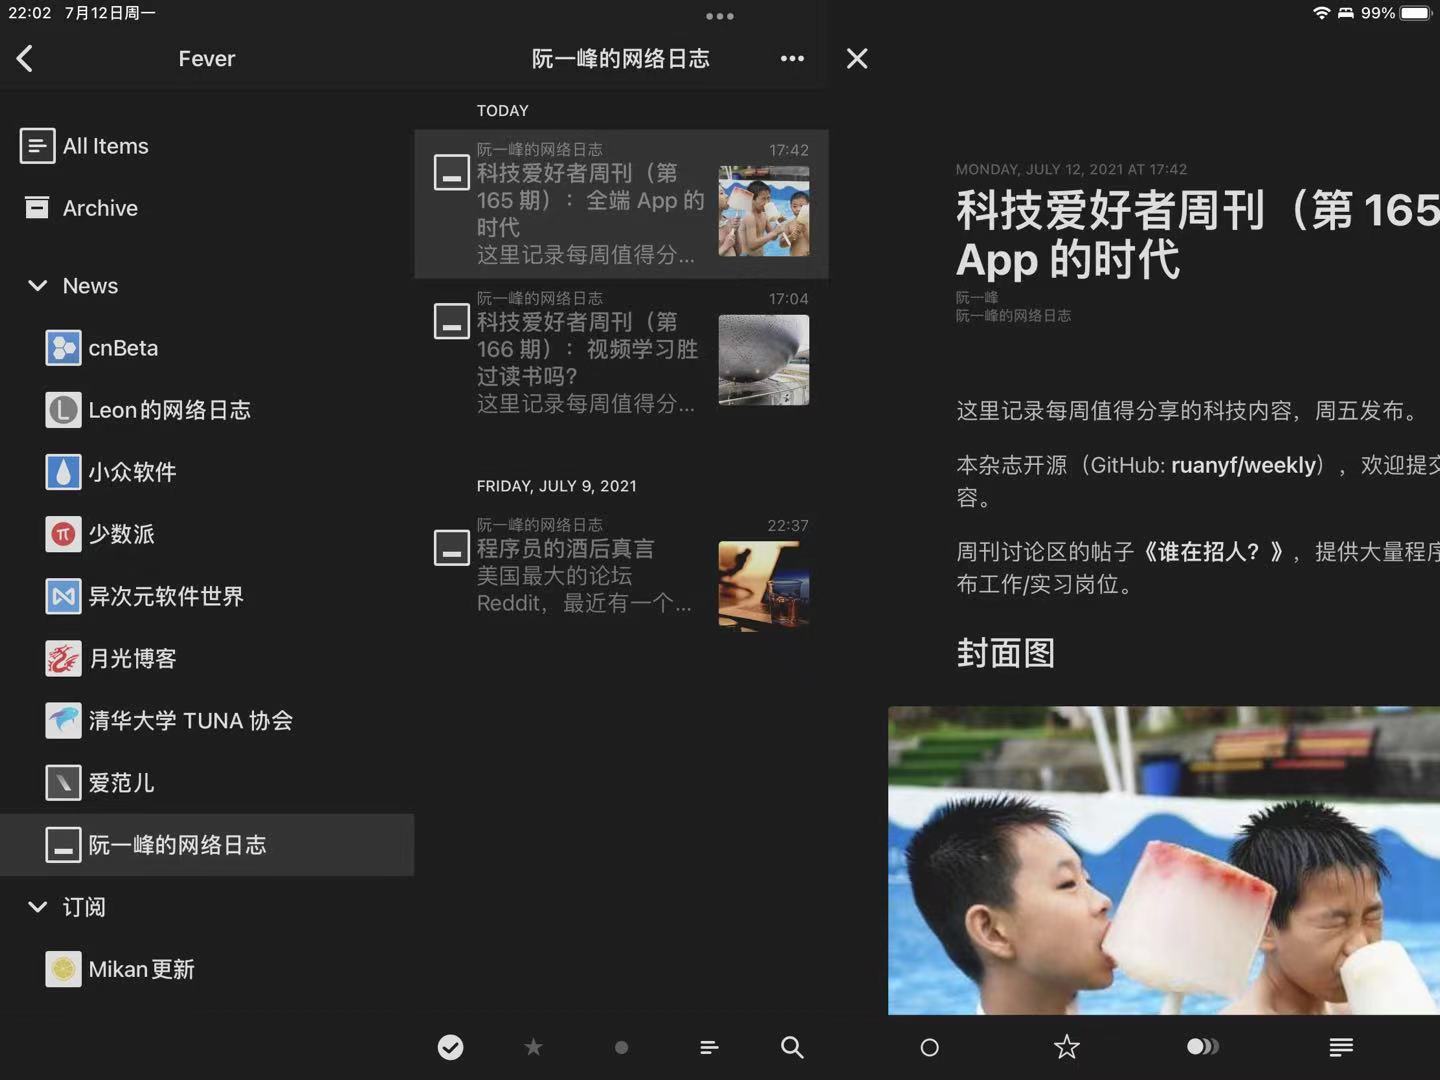 22:02 7月12日周一
99%
Fever
All Items
Archive
News
cnBeta
Leon的网络日志
小众软件
少数派
异次元软件世界
月光博客
清华大学 TUNA 协会
爱范儿
阮一峰的网络日志
订阅
Mikan更新
阮一峰的网络日志
TODAY
阮一峰的网络日志 17:42
科技爱好者周刊（第
165 期）：全端 App 的
时代
这里记录每周值得分...
阮一峰的网络日志 17:04
科技爱好者周刊（第
166 期）：视频学习胜
过读书吗?
这里记录每周值得分...
FRIDAY, JULY 9, 2021
阮一峰的网络日志 22:37
程序员的酒后真言
美国最大的论坛
Reddit，最近有一个...
MONDAY, JULY 12, 2021 AT 17:42
科技爱好者周刊（第 165
App 的时代
阮一峰
阮一峰的网络日志
这里记录每周值得分享的科技内容，周五发布。
本杂志开源（GitHub: ruanyf/weekly），欢迎提交
容。
周刊讨论区的帖子《谁在招人？》，提供大量程序
布工作/实习岗位。
封面图